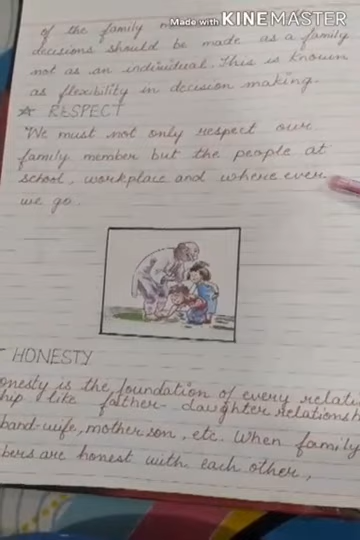 Made with KINEMASTER
of the family
decisions should be made as a family
not as an individual. This is known
as flexibility in decision making.
☆ RESPECT
"We must not only respect our
family member but the people at
school, workplace and where ever
we go.
HONESTY
onesty is the foundation of every relati
ship like father-daughter relationsh
band-wife, mother son, etc. When family
bers are honest with each other,